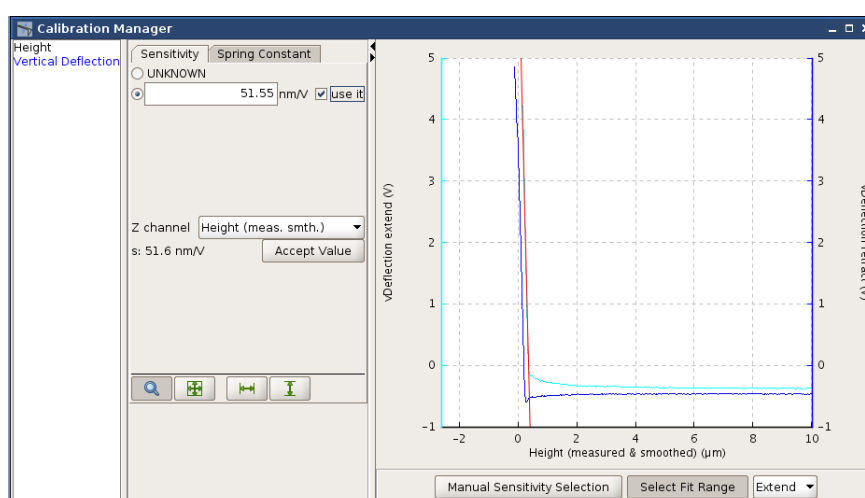 Calibration Manager
Height
Vertical Deflection
Sensitivity Spring Constant
UNKNOWN
51.55 nm/V use it
Z channel Height (meas. smth.)
s: 51.6 nm/V Accept Value
vDeflection extend (V)
5
4
3
2
1
0
-1
-2 0 2 4 6 8 10
Height (measured & smoothed) (µm)
5
4
3
2
1
0
-1
vDeflection retract (V)
Manual Sensitivity Selection Select Fit Range Extend